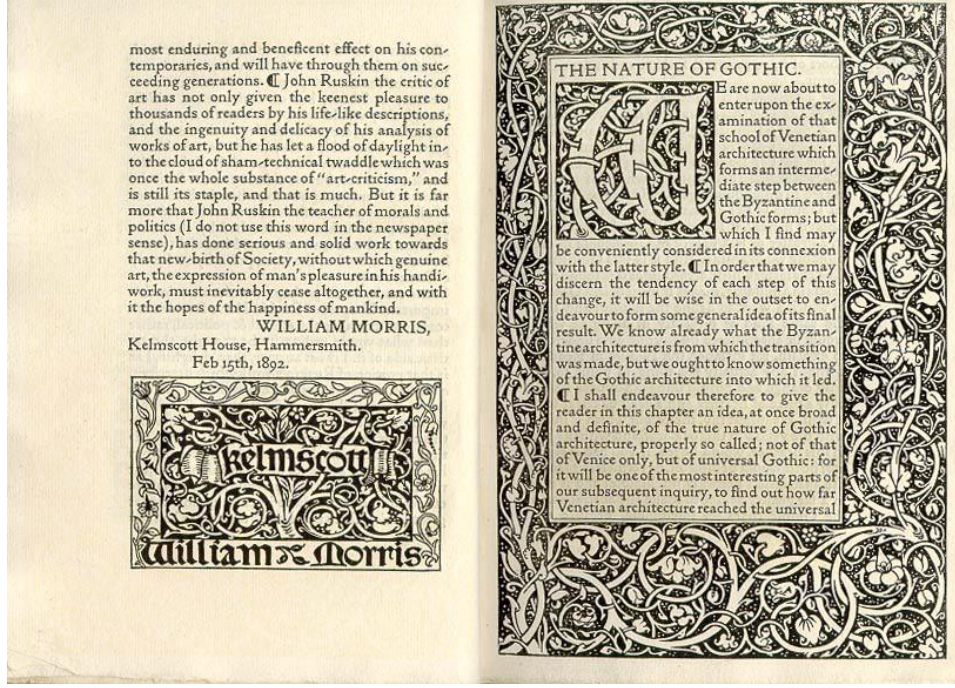 most enduring and beneficent effect on his con-
temporaries, and will have through them on suc-
ceeding generations. ❡ John Ruskin the critic of
art has not only given the keenest pleasure to
thousands of readers by his life-like descriptions,
and the ingenuity and delicacy of his analysis of
works of art, but he has let a flood of daylight in-
to the cloud of sham-technical twaddle which was
once the whole substance of "art-criticism," and
is still its staple, and that is much. But it is far
more that John Ruskin the teacher of morals and
politics (I do not use this word in the newspaper
sense), has done serious and solid work towards
that new-birth of Society, without which genuine
art, the expression of man's pleasure in his handi-
work, must inevitably cease altogether, and with
it the hopes of the happiness of mankind.
WILLIAM MORRIS,
Kelmscott House, Hammersmith.
Feb 15th, 1892.
kelmscott
William Morris
THE NATURE OF GOTHIC.
WE are now about to
enter upon the ex-
amination of that
school of Venetian
architecture which
forms an interme-
diate step between
the Byzantine and
Gothic forms; but
which I find may
be conveniently considered in its connexion
with the latter style. ❡ In order that we may
discern the tendency of each step of this
change, it will be wise in the outset to en-
deavour to form some general idea of its final
result. We know already what the Byzan-
tine architecture is from which the transition
was made, but we ought to know something
of the Gothic architecture into which it led.
❡ I shall endeavour therefore to give the
reader in this chapter an idea, at once broad
and definite, of the true nature of Gothic
architecture, properly so called; not of that
of Venice only, but of universal Gothic: for
it will be one of the most interesting parts of
our subsequent inquiry, to find out how far
Venetian architecture reached the universal